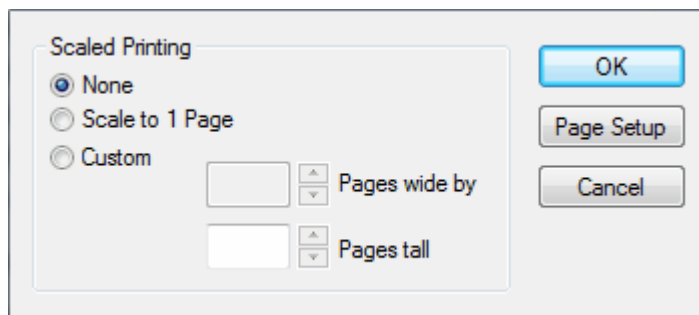 Scaled Printing
None
Scale to 1 Page
Custom
Pages wide by
Pages tall
OK
Page Setup
Cancel